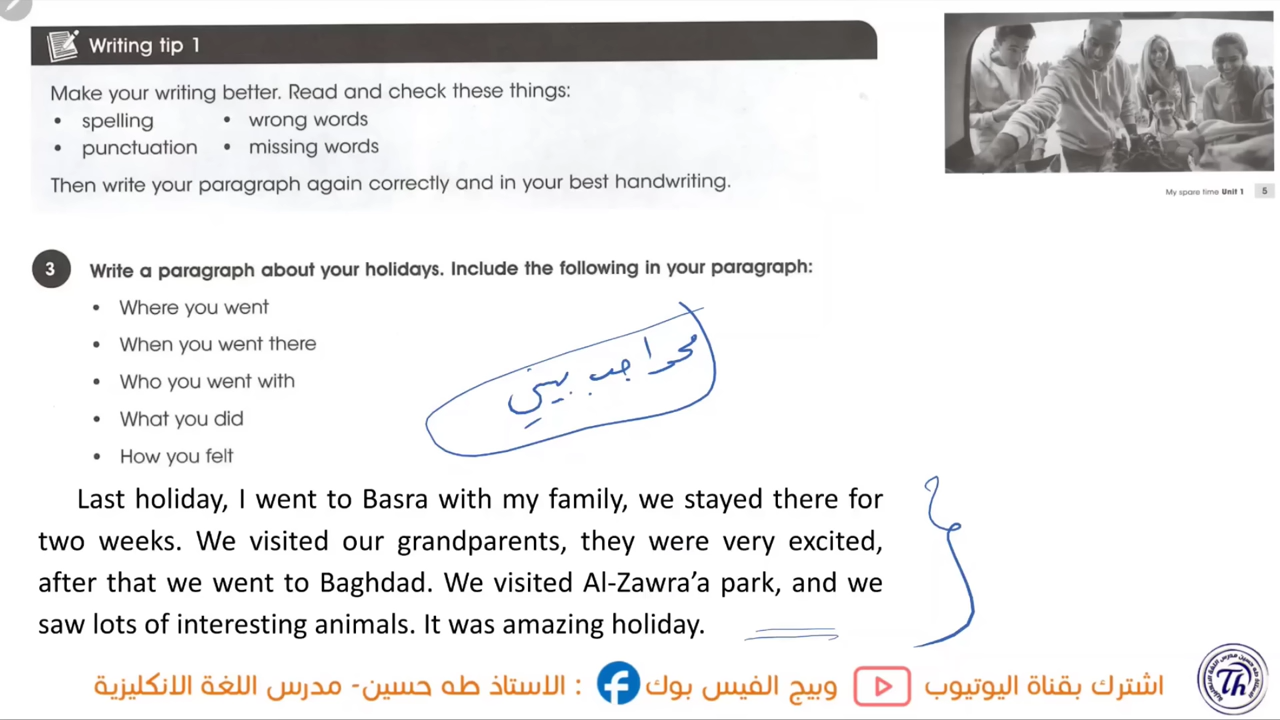 Writing tip 1
Make your writing better. Read and check these things:
• spelling • wrong words
• punctuation • missing words
Then write your paragraph again correctly and in your best handwriting.
My spare time Unit 1 5
3 Write a paragraph about your holidays. Include the following in your paragraph:
• Where you went
• When you went there
• Who you went with
• What you did
• How you felt
Last holiday, I went to Basra with my family, we stayed there for
two weeks. We visited our grandparents, they were very excited,
after that we went to Baghdad. We visited Al-Zawra’a park, and we
saw lots of interesting animals. It was amazing holiday.
اشترك بقناة اليوتيوب وبيج الفيس بوك : الاستاذ طه حسين- مدرس اللغة الانكليزية
Th